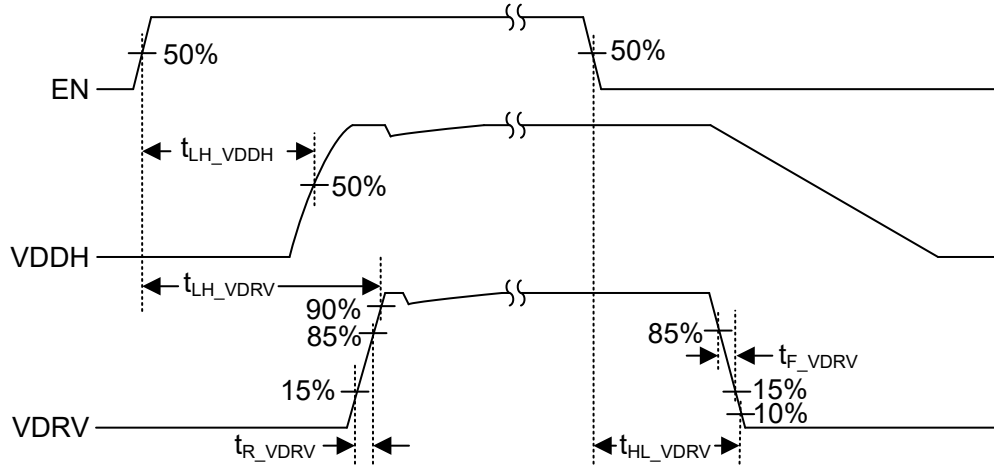 50%
50%
EN
tLH_VDDH
50%
VDDH
tLH_VDRV
90%
85%
85%
tF_VDRV
15%
15%
10%
VDRV
tR_VDRV
tHL_VDRV